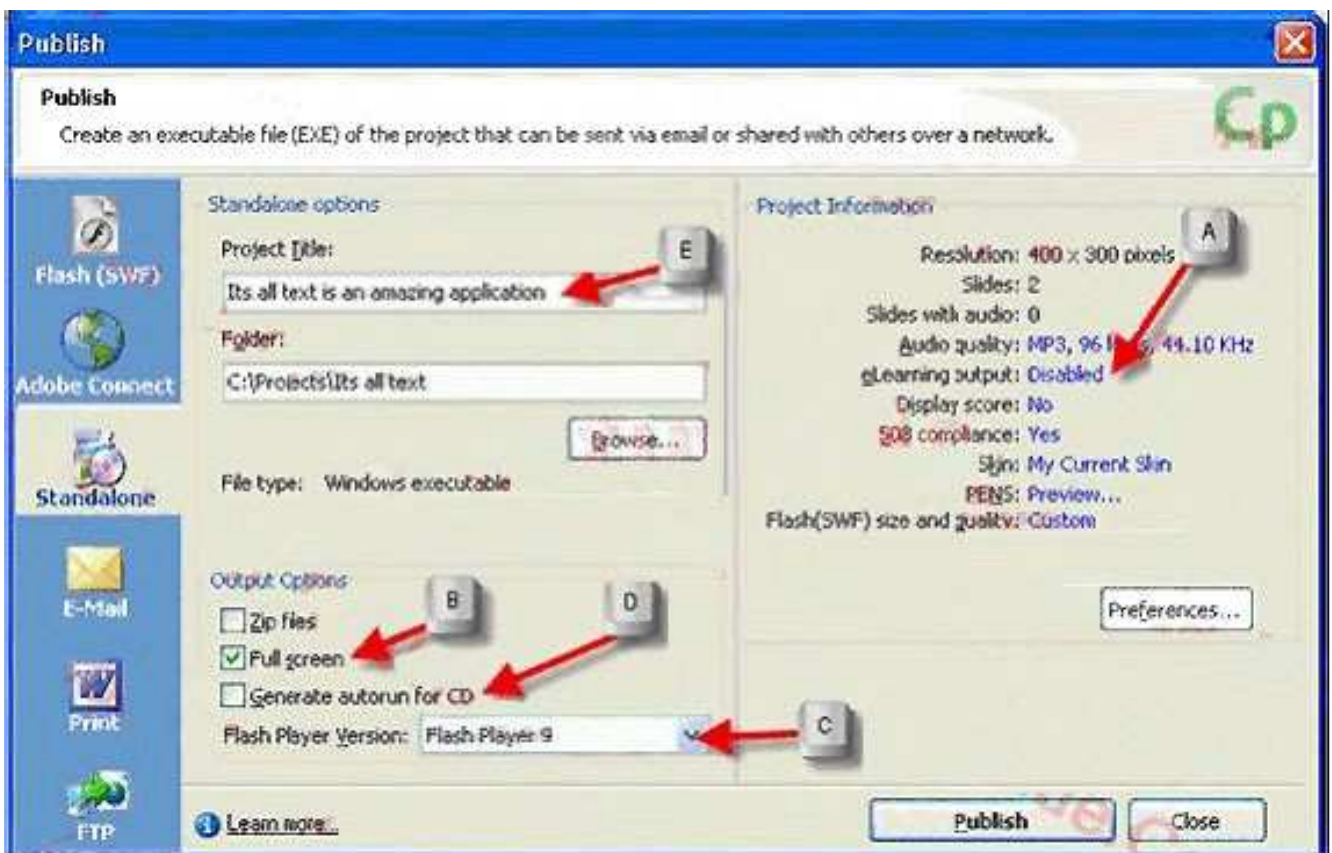 Publish
Publish
Create an executable file (EXE) of the project that can be sent via email or shared with others over a network.
Cp
Flash (SWF)
Adobe Connect
Standalone
E-Mail
Print
FTP
Standalone options
Project Title:
E
Its all text is an amazing application
Folder:
C:\Projects\Its all text
Browse...
File type: Windows executable
Output Options
B
D
Zip files
Full screen
Generate autorun for CD
Flash Player Version: Flash Player 9
C
Project Information
A
Resolution: 400 x 300 pixels
Slides: 2
Slides with audio: 0
Audio quality: MP3, 96 44.10 KHz
eLearning output: Disabled
Display score: No
508 compliance: Yes
Skin: My Current Skin
PENS: Preview...
Flash(SWF) size and quality: Custom
Preferences...
Learn more...
Publish
Close